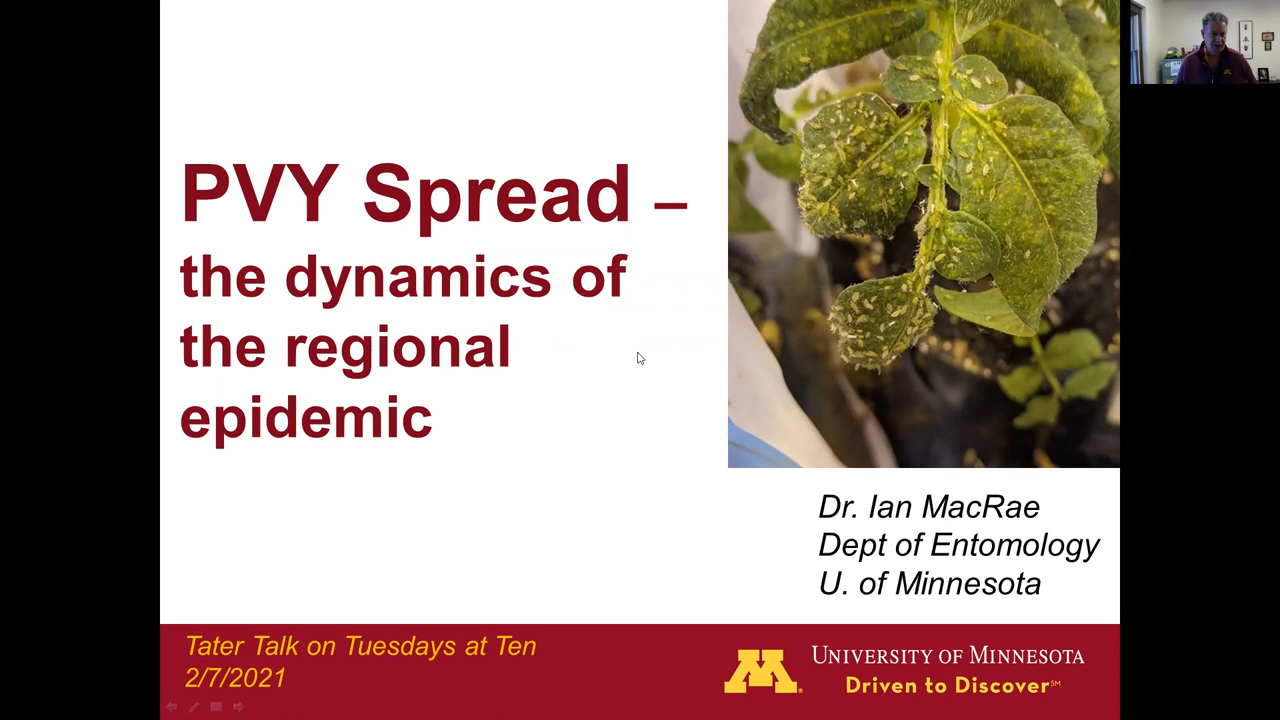 PVY Spread –
the dynamics of
the regional
epidemic
Dr. Ian MacRae
Dept of Entomology
U. of Minnesota
Tater Talk on Tuesdays at Ten
2/7/2021
M
UNIVERSITY OF MINNESOTA
Driven to Discover℠